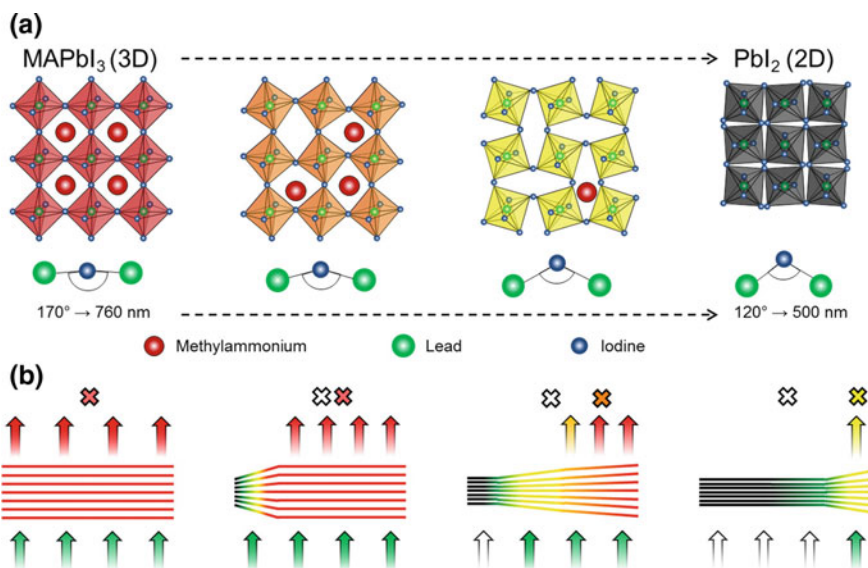 (a)
MAPbI₃ (3D)
PbI₂ (2D)
170° → 760 nm
120° → 500 nm
Methylammonium
Lead
Iodine
(b)